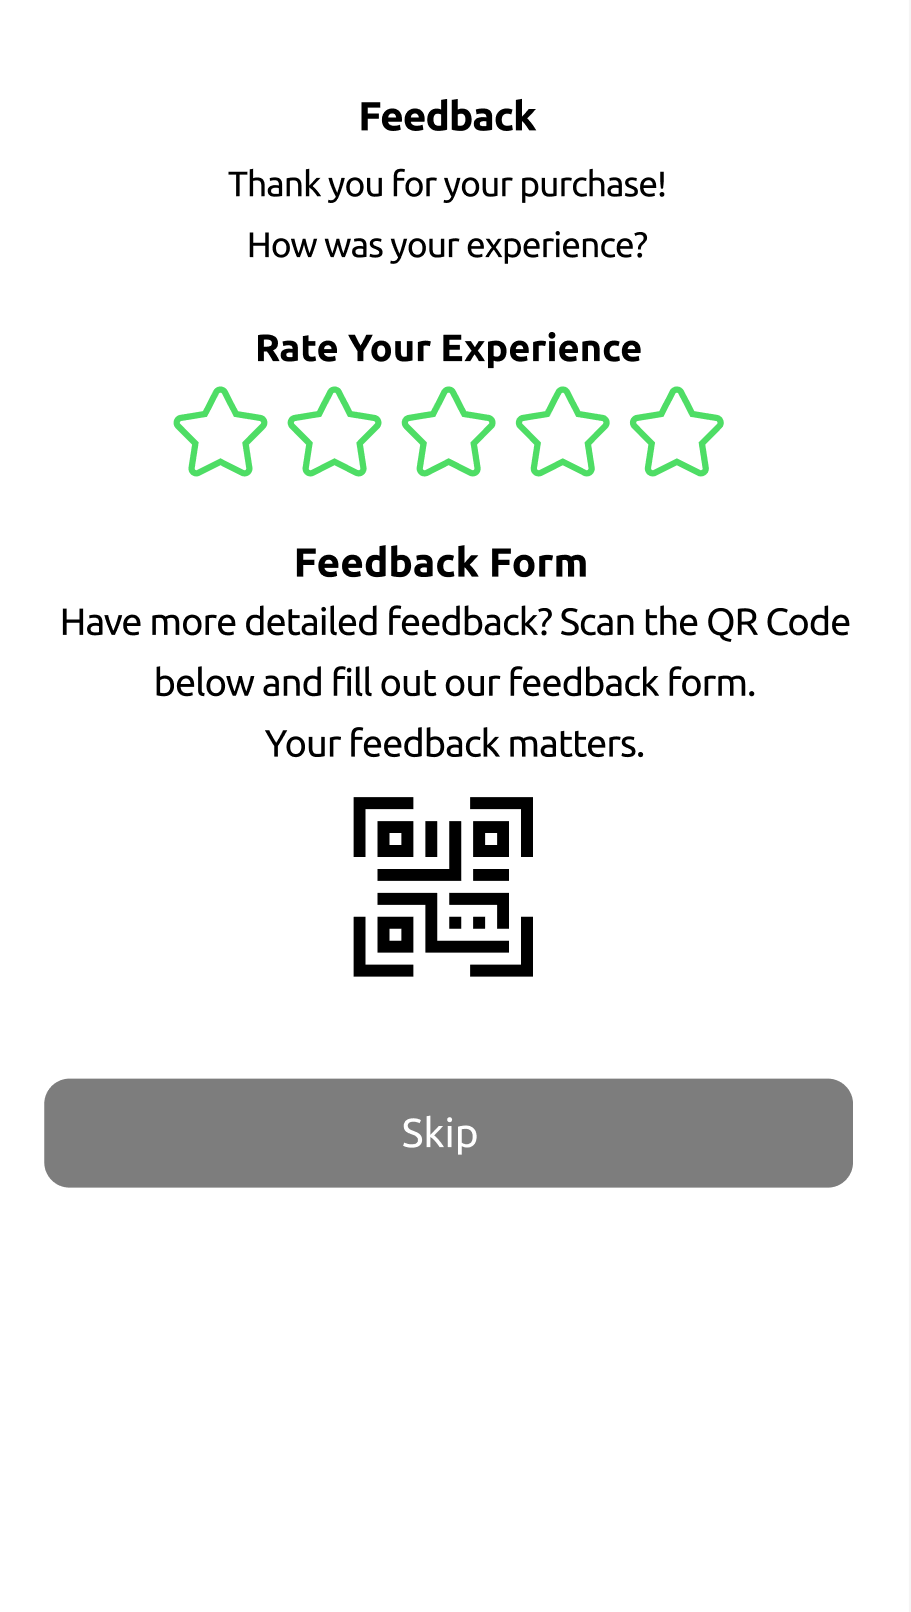 Feedback
Thank you for your purchase!
How was your experience?
Rate Your Experience
Feedback Form
Have more detailed feedback? Scan the QR Code
below and fill out our feedback form.
Your feedback matters.
Skip